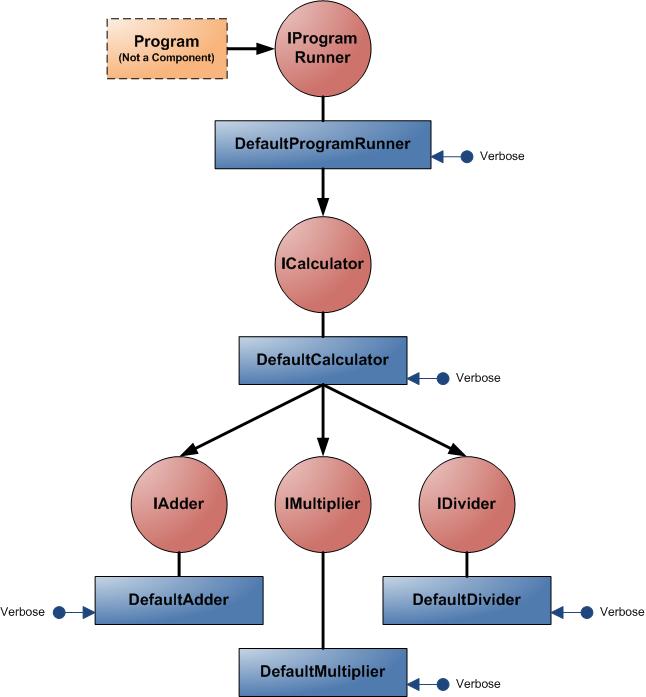 Program
(Not a Component)
IProgram
Runner
DefaultProgramRunner
Verbose
ICalculator
DefaultCalculator
Verbose
IAdder
IMultiplier
IDivider
DefaultAdder
DefaultDivider
Verbose
Verbose
DefaultMultiplier
Verbose